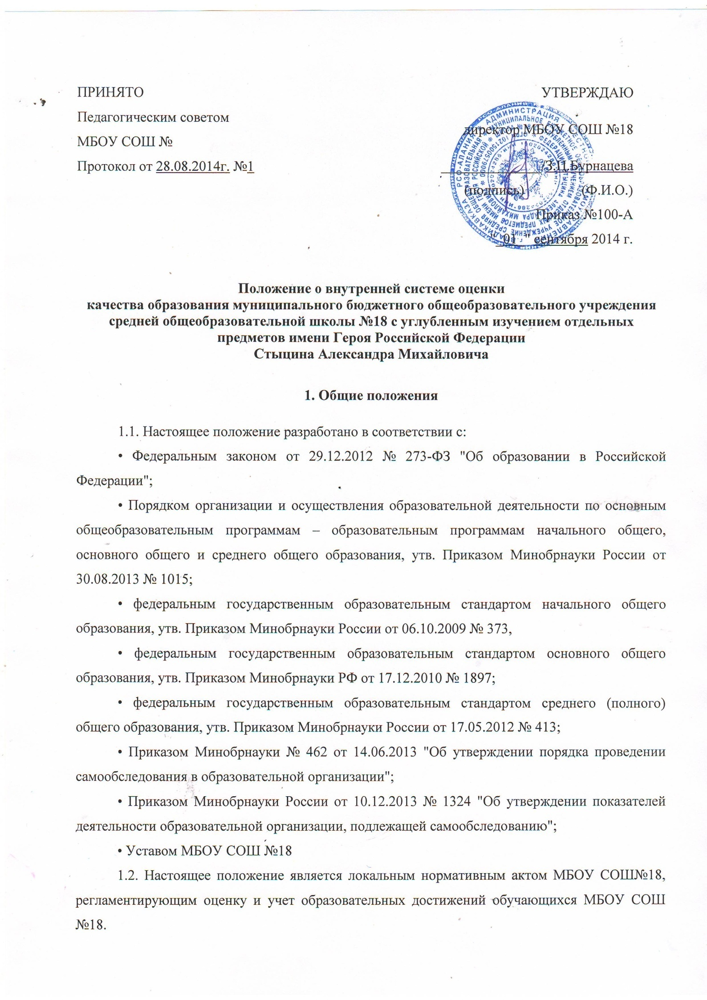 ПРИНЯТО
Педагогическим советом
МБОУ СОШ №
Протокол от 28.08.2014г. №1
УТВЕРЖДАЮ
директор МБОУ СОШ №18
/З.Ц.Бурнацева
(подпись) (Ф.И.О.)
Приказ №100-А
"_01_" сентября 2014 г.
Положение о внутренней системе оценки
качества образования муниципального бюджетного общеобразовательного учреждения
средней общеобразовательной школы №18 с углубленным изучением отдельных
предметов имени Героя Российской Федерации
Стыцина Александра Михайловича
1. Общие положения
1.1. Настоящее положение разработано в соответствии с:
• Федеральным законом от 29.12.2012 № 273-ФЗ "Об образовании в Российской
Федерации";
• Порядком организации и осуществления образовательной деятельности по основным
общеобразовательным программам – образовательным программам начального общего,
основного общего и среднего общего образования, утв. Приказом Минобрнауки России от
30.08.2013 № 1015;
• федеральным государственным образовательным стандартом начального общего
образования, утв. Приказом Минобрнауки России от 06.10.2009 № 373,
• федеральным государственным образовательным стандартом основного общего
образования, утв. Приказом Минобрнауки РФ от 17.12.2010 № 1897;
• федеральным государственным образовательным стандартом среднего (полного)
общего образования, утв. Приказом Минобрнауки России от 17.05.2012 № 413;
• Приказом Минобрнауки № 462 от 14.06.2013 "Об утверждении порядка проведении
самообследования в образовательной организации";
• Приказом Минобрнауки России от 10.12.2013 № 1324 "Об утверждении показателей
деятельности образовательной организации, подлежащей самообследованию";
• Уставом МБОУ СОШ №18
1.2. Настоящее положение является локальным нормативным актом МБОУ СОШ№18,
регламентирующим оценку и учет образовательных достижений обучающихся МБОУ СОШ
№18.